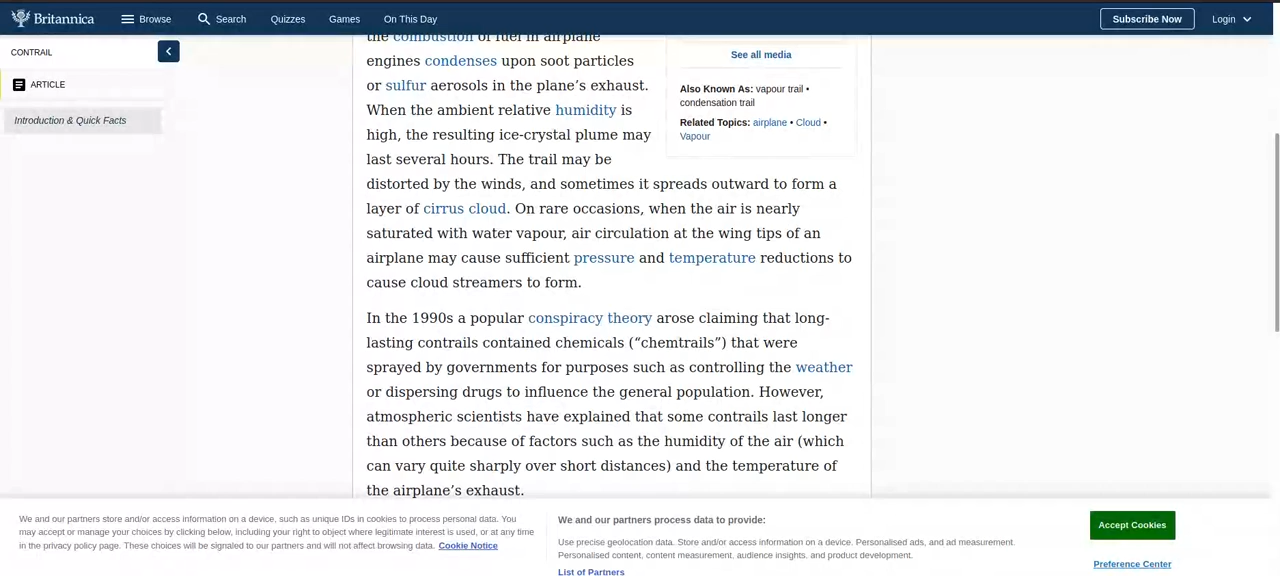 Britannica
Browse
Search
Quizzes
Games
On This Day
Subscribe Now
Login
CONTRAIL
ARTICLE
Introduction & Quick Facts
the combustion of fuel in airplane
engines condenses upon soot particles
or sulfur aerosols in the plane’s exhaust.
When the ambient relative humidity is
high, the resulting ice-crystal plume may
last several hours. The trail may be
distorted by the winds, and sometimes it spreads outward to form a
layer of cirrus cloud. On rare occasions, when the air is nearly
saturated with water vapour, air circulation at the wing tips of an
airplane may cause sufficient pressure and temperature reductions to
cause cloud streamers to form.
In the 1990s a popular conspiracy theory arose claiming that long-
lasting contrails contained chemicals (“chemtrails”) that were
sprayed by governments for purposes such as controlling the weather
or dispersing drugs to influence the general population. However,
atmospheric scientists have explained that some contrails last longer
than others because of factors such as the humidity of the air (which
can vary quite sharply over short distances) and the temperature of
the airplane’s exhaust.
See all media
Also Known As: vapour trail •
condensation trail
Related Topics: airplane • Cloud •
Vapour
We and our partners store and/or access information on a device, such as unique IDs in cookies to process personal data. You
may accept or manage your choices by clicking below, including your right to object where legitimate interest is used, or at any time
in the privacy policy page. These choices will be signaled to our partners and will not affect browsing data. Cookie Notice
We and our partners process data to provide:
Use precise geolocation data. Store and/or access information on a device. Personalised ads, and ad measurement.
Personalised content, content measurement, audience insights, and product development.
List of Partners
Accept Cookies
Preference Center